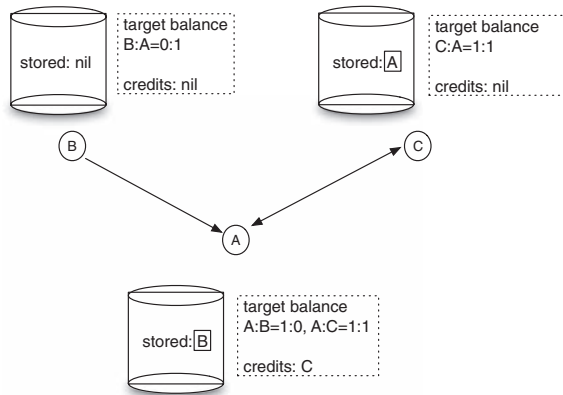 stored: nil
target balance
B:A=0:1
credits: nil
stored: A
target balance
C:A=1:1
credits: nil
B
C
A
stored: B
target balance
A:B=1:0, A:C=1:1
credits: C